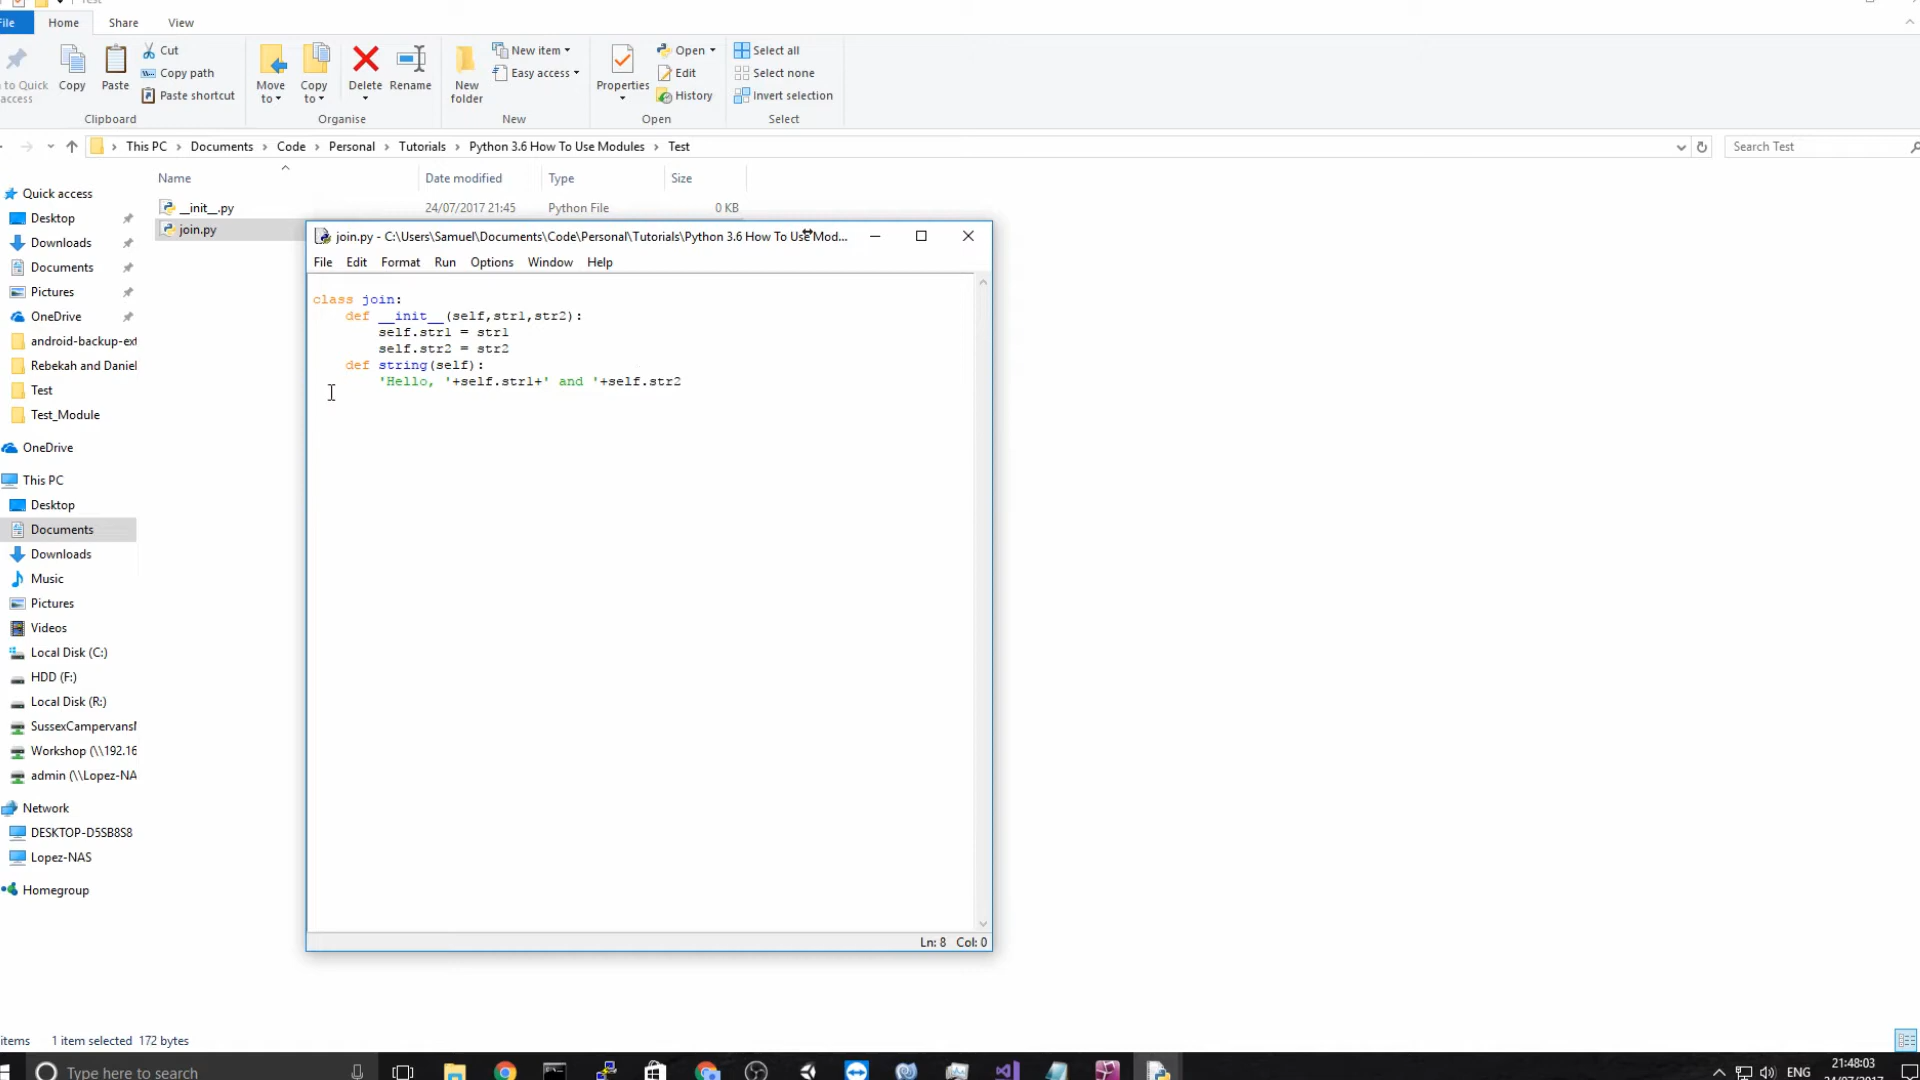 Test
File Home Share View
to Quick access
Copy
Paste
Cut
Copy path
Paste shortcut
Clipboard
Move to
Copy to
Delete
Rename
Organise
New folder
New item
Easy access
New
Properties
Open
Edit
History
Open
Select all
Select none
Invert selection
Select
This PC > Documents > Code > Personal > Tutorials > Python 3.6 How To Use Modules > Test
Search Test
Name Date modified Type Size
__init__.py 24/07/2017 21:45 Python File 0 KB
join.py
Quick access
Desktop
Downloads
Documents
Pictures
OneDrive
android-backup-ext
Rebekah and Daniel
Test
Test_Module
OneDrive
This PC
Desktop
Documents
Downloads
Music
Pictures
Videos
Local Disk (C:)
HDD (F:)
Local Disk (R:)
SussexCampervans
Workshop (\\192.16
admin (\\Lopez-NA
Network
DESKTOP-D5SB8S8
Lopez-NAS
Homegroup
join.py - C:\Users\Samuel\Documents\Code\Personal\Tutorials\Python 3.6 How To Use Mod...
File Edit Format Run Options Window Help
class join:
    def __init__(self,str1,str2):
        self.str1 = str1
        self.str2 = str2
    def string(self):
        'Hello, '+self.str1+' and '+self.str2
Ln: 8 Col: 0
items 1 item selected 172 bytes
Type here to search
ENG
21:48:03
24/07/2017